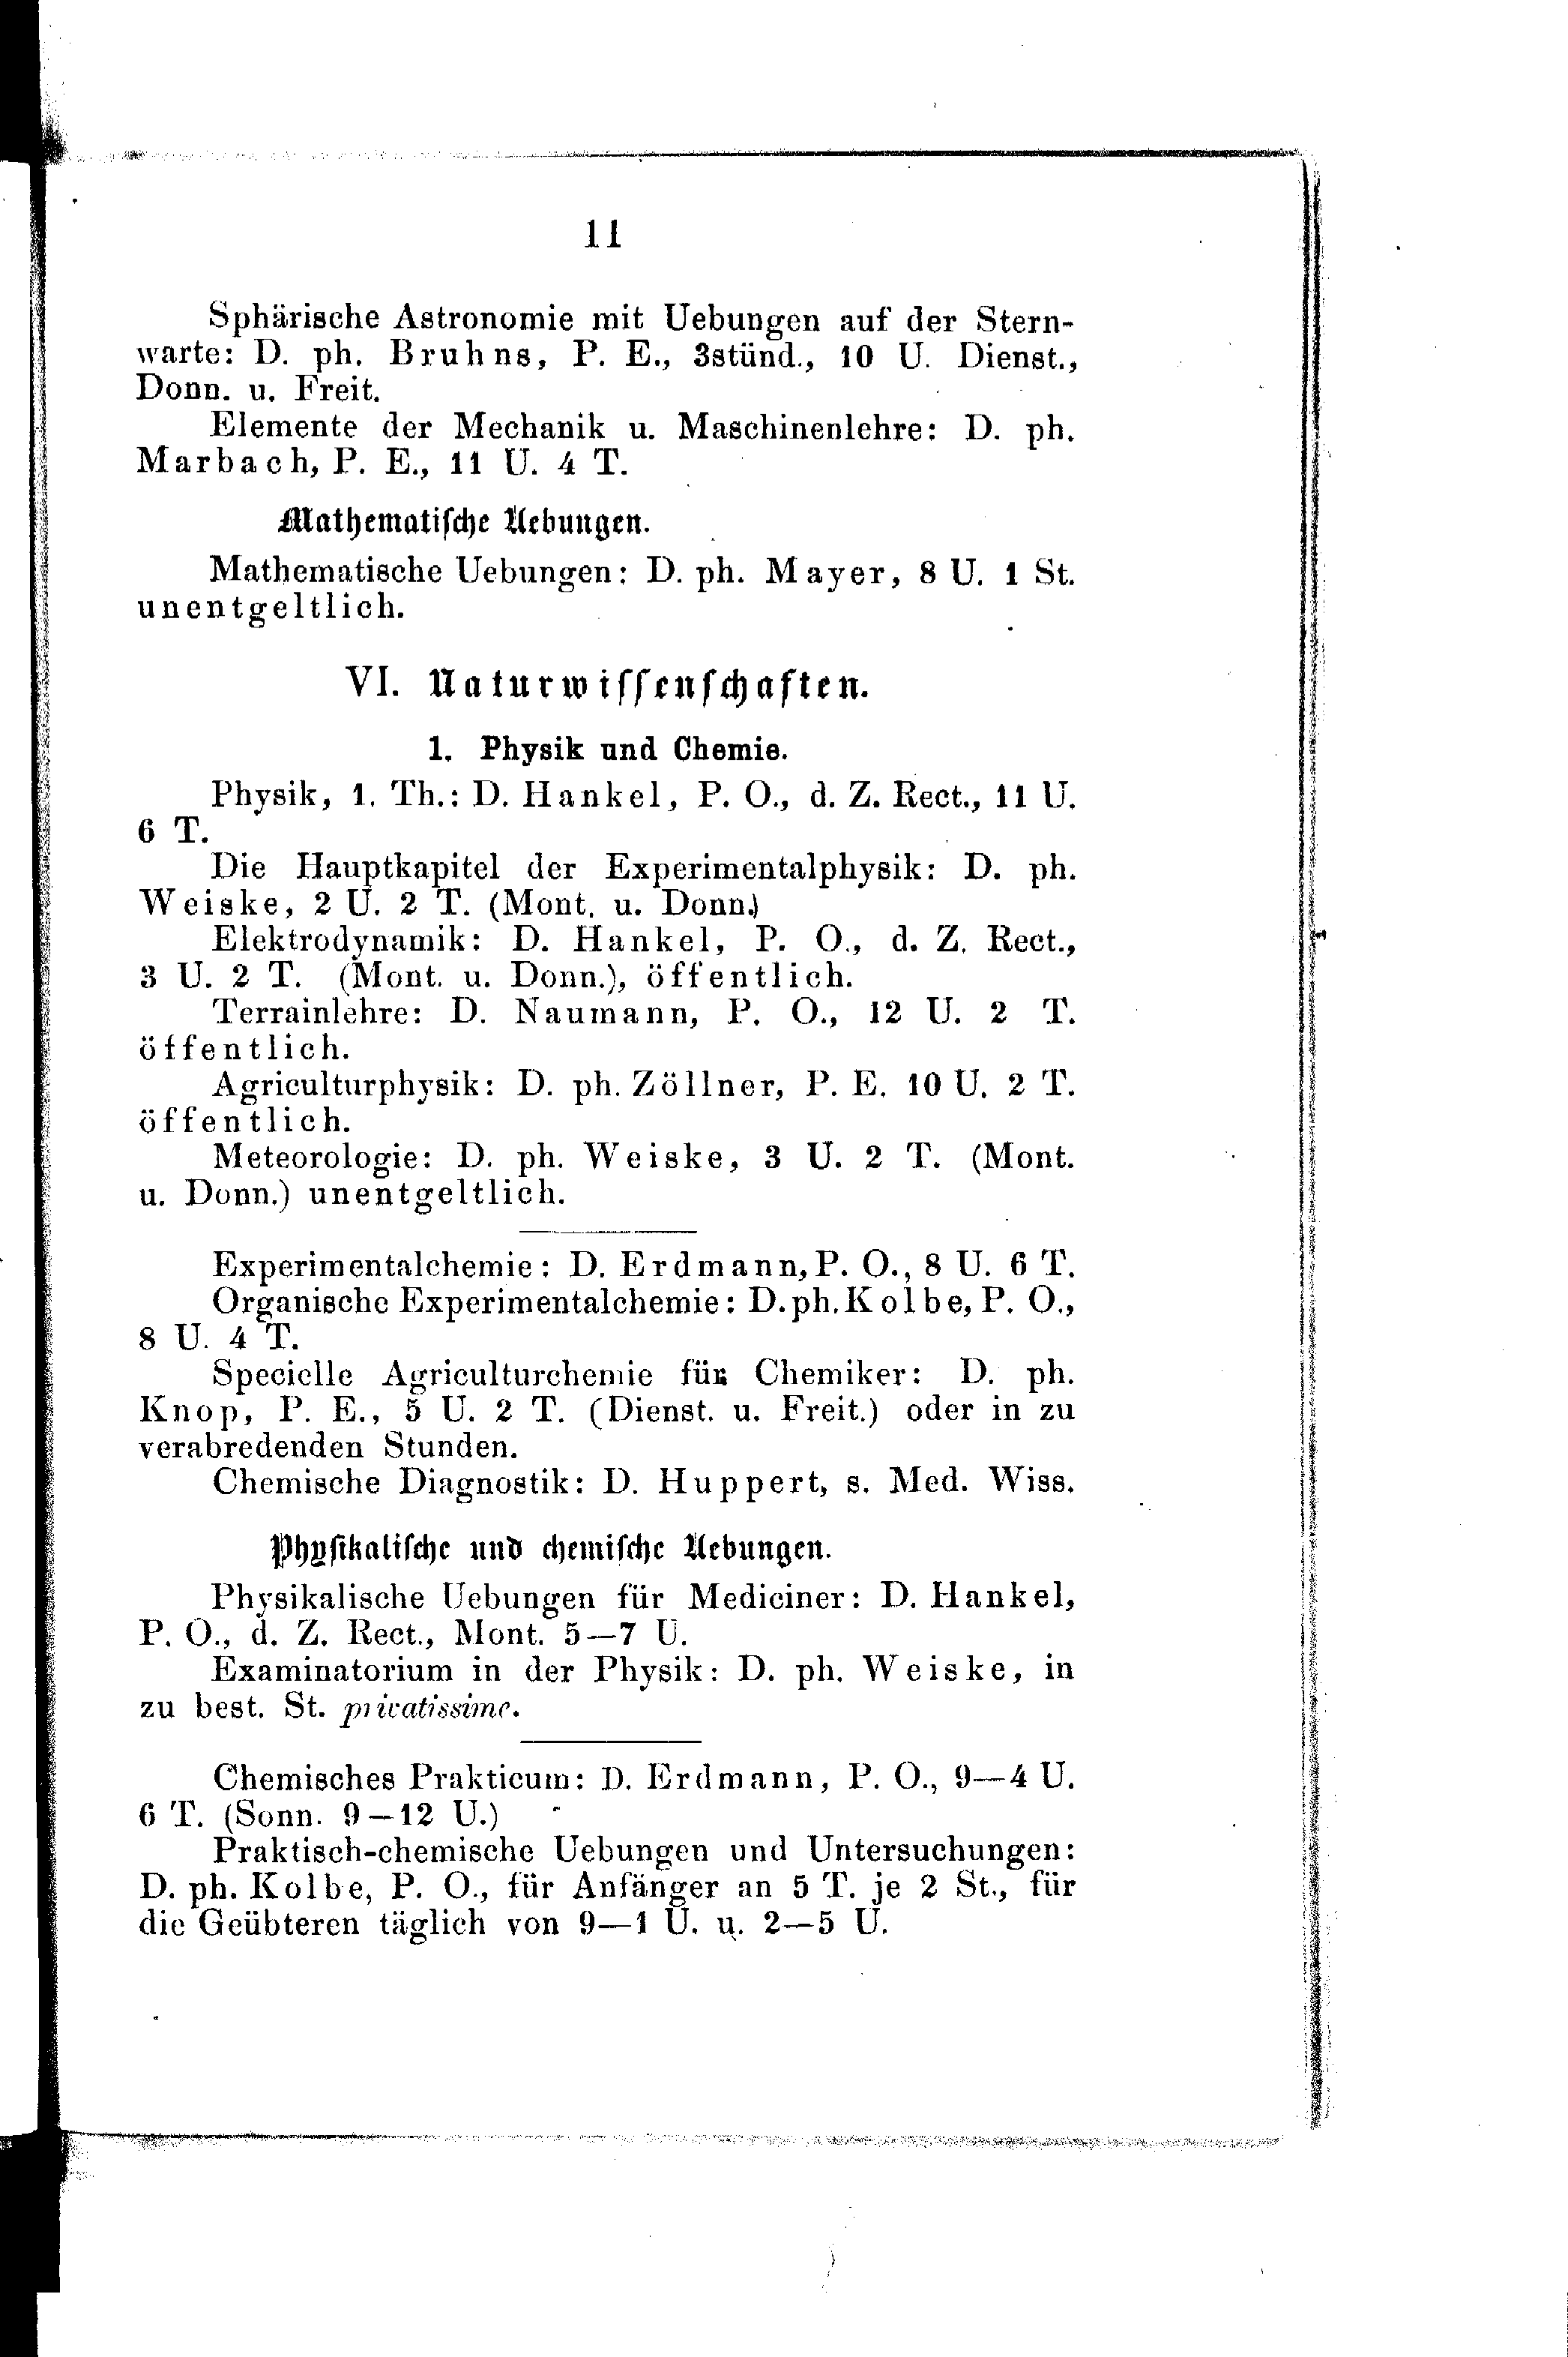 11
Sphärische Astronomie mit Uebungen auf der Stern-
warte: D. ph. Bruhns, P. E., 3stünd., 10 U. Dienst.,
Donn. u. Freit.
Elemente der Mechanik u. Maschinenlehre: D. ph.
Marbach, P. E., 11 U. 4 T.
Mathematiſche Uebungen.
Mathematische Uebungen: D. ph. Mayer, 8 U. 1 St.
unentgeltlich.
VI. Naturwiſſenſchaften.
1. Physik und Chemie.
Physik, 1. Th.: D. Hankel, P. O., d. Z. Rect., 11 U.
6 T.
Die Hauptkapitel der Experimentalphysik: D. ph.
Weiske, 2 U. 2 T. (Mont. u. Donn.)
Elektrodynamik: D. Hankel, P. O., d. Z. Rect.,
3 U. 2 T. (Mont. u. Donn.), öffentlich.
Terrainlehre: D. Naumann, P. O., 12 U. 2 T.
öffentlich.
Agriculturphysik: D. ph. Zöllner, P. E. 10 U. 2 T.
öffentlich.
Meteorologie: D. ph. Weiske, 3 U. 2 T. (Mont.
u. Donn.) unentgeltlich.
Experimentalchemie: D. Erdmann, P. O., 8 U. 6 T.
Organische Experimentalchemie: D. ph. Kolbe, P. O.,
8 U. 4 T.
Specielle Agriculturchemie für Chemiker: D. ph.
Knop, P. E., 5 U. 2 T. (Dienst. u. Freit.) oder in zu
verabredenden Stunden.
Chemische Diagnostik: D. Huppert, s. Med. Wiss.
Phyſikaliſche und chemiſche Uebungen.
Physikalische Uebungen für Mediciner: D. Hankel,
P. O., d. Z. Rect., Mont. 5—7 U.
Examinatorium in der Physik: D. ph. Weiske, in
zu best. St. privatissime.
Chemisches Prakticum: D. Erdmann, P. O., 9—4 U.
6 T. (Sonn. 9—12 U.)
Praktisch-chemische Uebungen und Untersuchungen:
D. ph. Kolbe, P. O., für Anfänger an 5 T. je 2 St., für
die Geübteren täglich von 9—1 U. u. 2—5 U.